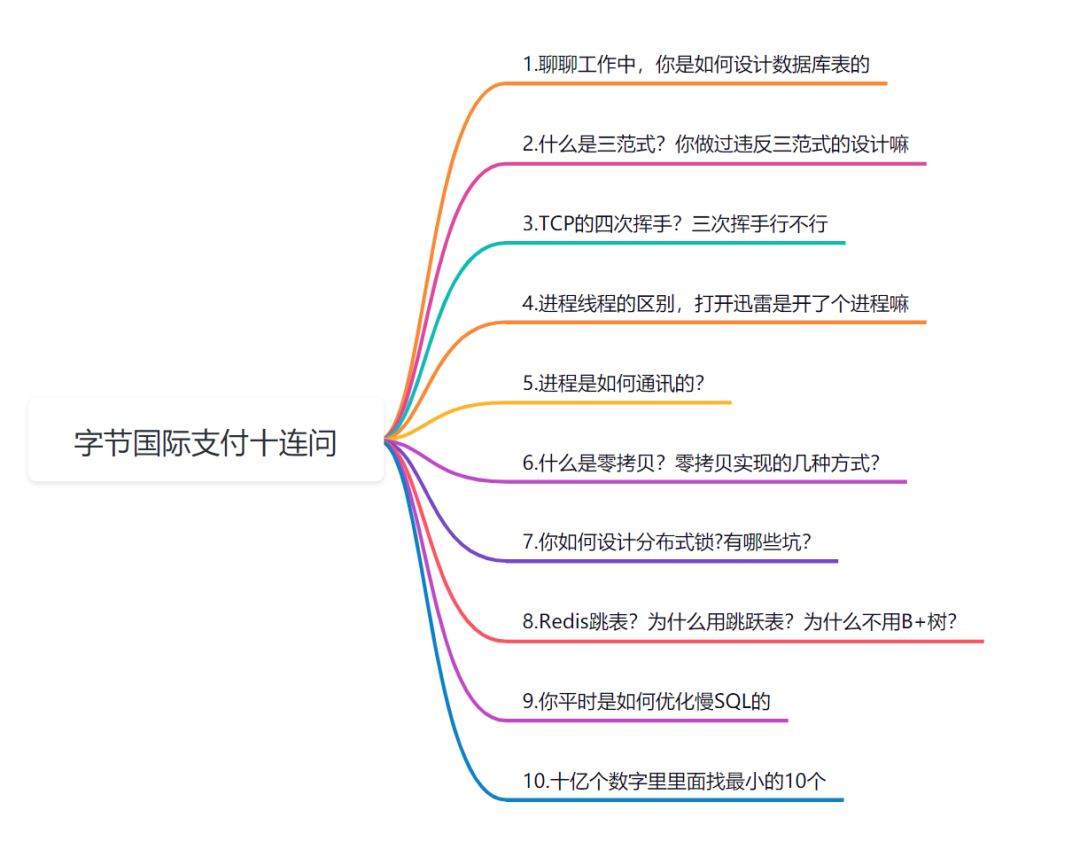 字节国际支付十连问
1.聊聊工作中，你是如何设计数据库表的
2.什么是三范式？你做过违反三范式的设计嘛
3.TCP的四次挥手？三次挥手行不行
4.进程线程的区别，打开迅雷是开了个进程嘛
5.进程是如何通讯的？
6.什么是零拷贝？零拷贝实现的几种方式？
7.你如何设计分布式锁?有哪些坑？
8.Redis跳表？为什么用跳跃表？为什么不用B+树？
9.你平时是如何优化慢SQL的
10.十亿个数字里里面找最小的10个